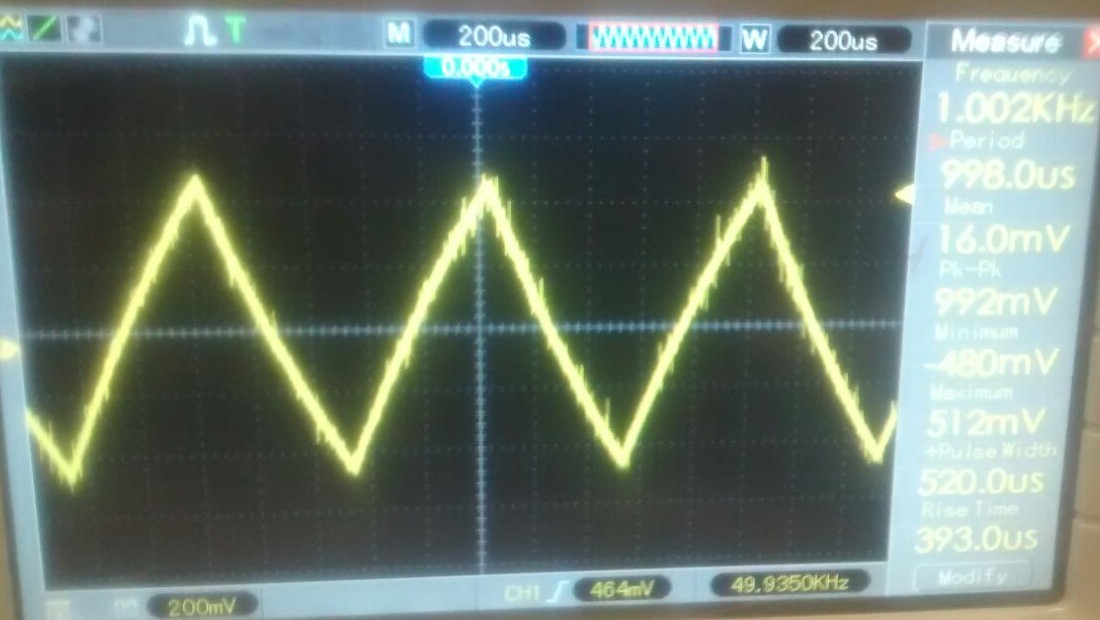 T M 200us W 200us Measure
0.000s
Frequency
1.002KHz
Period
998.0us
Mean
16.0mV
Pk-Pk
992mV
Minimum
-480mV
Maximum
512mV
+Pulse Width
520.0us
Rise Time
393.0us
Modify
200mV CH1 464mV 49.9350KHz